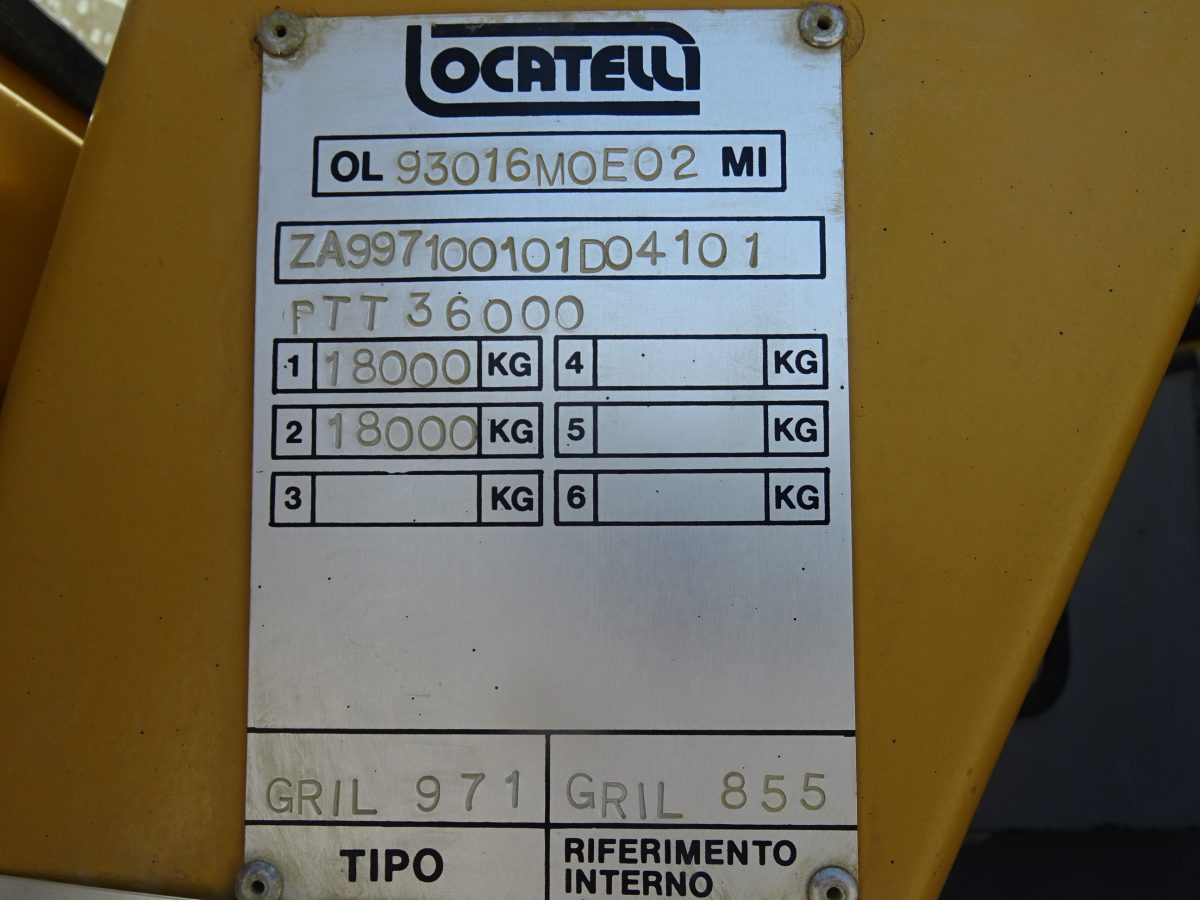 LOCATELLI
OL 93016M0E02 MI
ZA997100101D04101
PTT 36000
1 18000 KG 4 KG
2 18000 KG 5 KG
3 KG 6 KG
GRIL 971 GRIL 855
TIPO RIFERIMENTO INTERNO